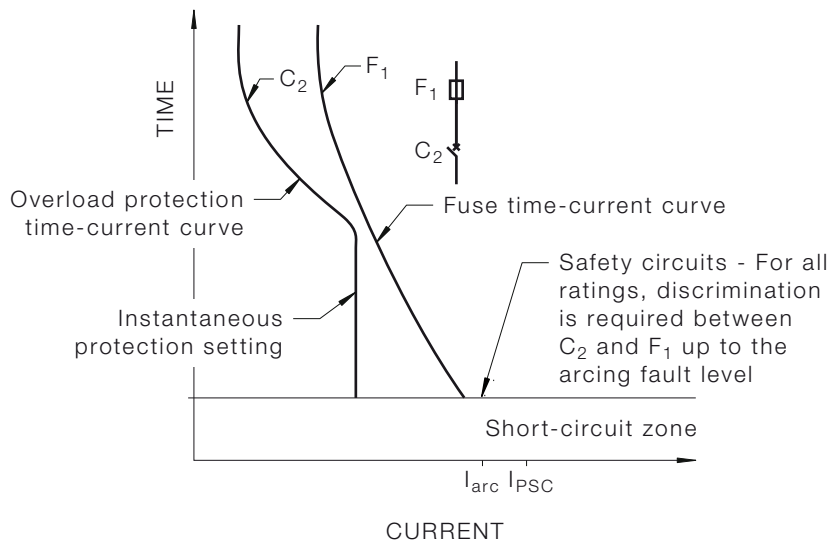 TIME
C2
F1
F1
C2
Overload protection
time-current curve
Fuse time-current curve
Instantaneous
protection setting
Safety circuits - For all
ratings, discrimination
is required between
C2 and F1 up to the
arcing fault level
Short-circuit zone
Iarc IPSC
CURRENT